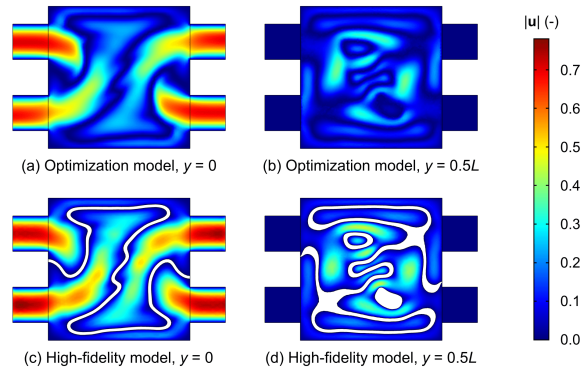 |u| (-)
0.7
0.6
0.5
0.4
0.3
0.2
0.1
0.0
(a) Optimization model, y = 0
(b) Optimization model, y = 0.5L
(c) High-fidelity model, y = 0
(d) High-fidelity model, y = 0.5L